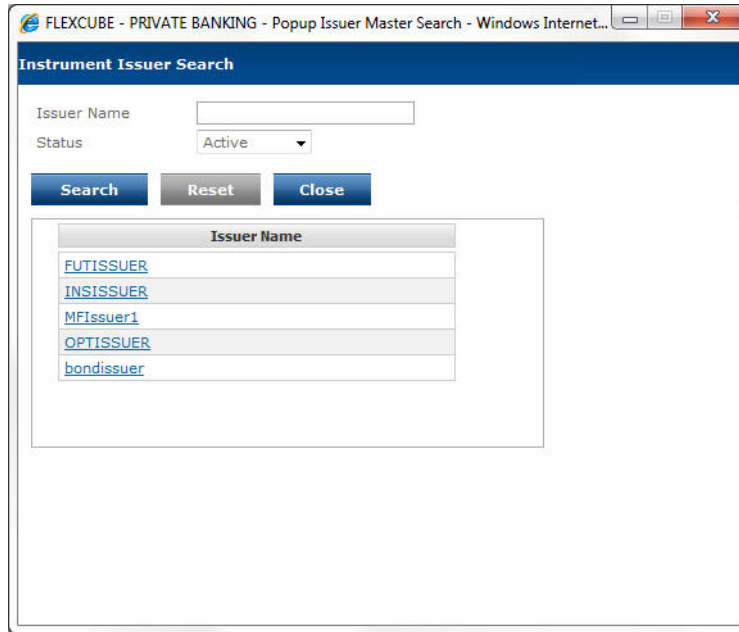 FLEXCUBE - PRIVATE BANKING - Popup Issuer Master Search - Windows Internet...
Instrument Issuer Search
Issuer Name
Status Active
Search Reset Close
Issuer Name
FUTISSUER
INSISSUER
MFIssuer1
OPTISSUER
bondissuer